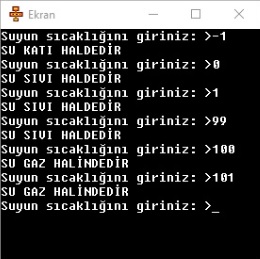 Ekran
Suyun sıcaklığını giriniz: >-1
SU KATI HALDEDİR
Suyun sıcaklığını giriniz: >0
SU SIVI HALDEDİR
Suyun sıcaklığını giriniz: >1
SU SIVI HALDEDİR
Suyun sıcaklığını giriniz: >99
SU SIVI HALDEDİR
Suyun sıcaklığını giriniz: >100
SU GAZ HALİNDEDİR
Suyun sıcaklığını giriniz: >101
SU GAZ HALİNDEDİR
Suyun sıcaklığını giriniz: >_